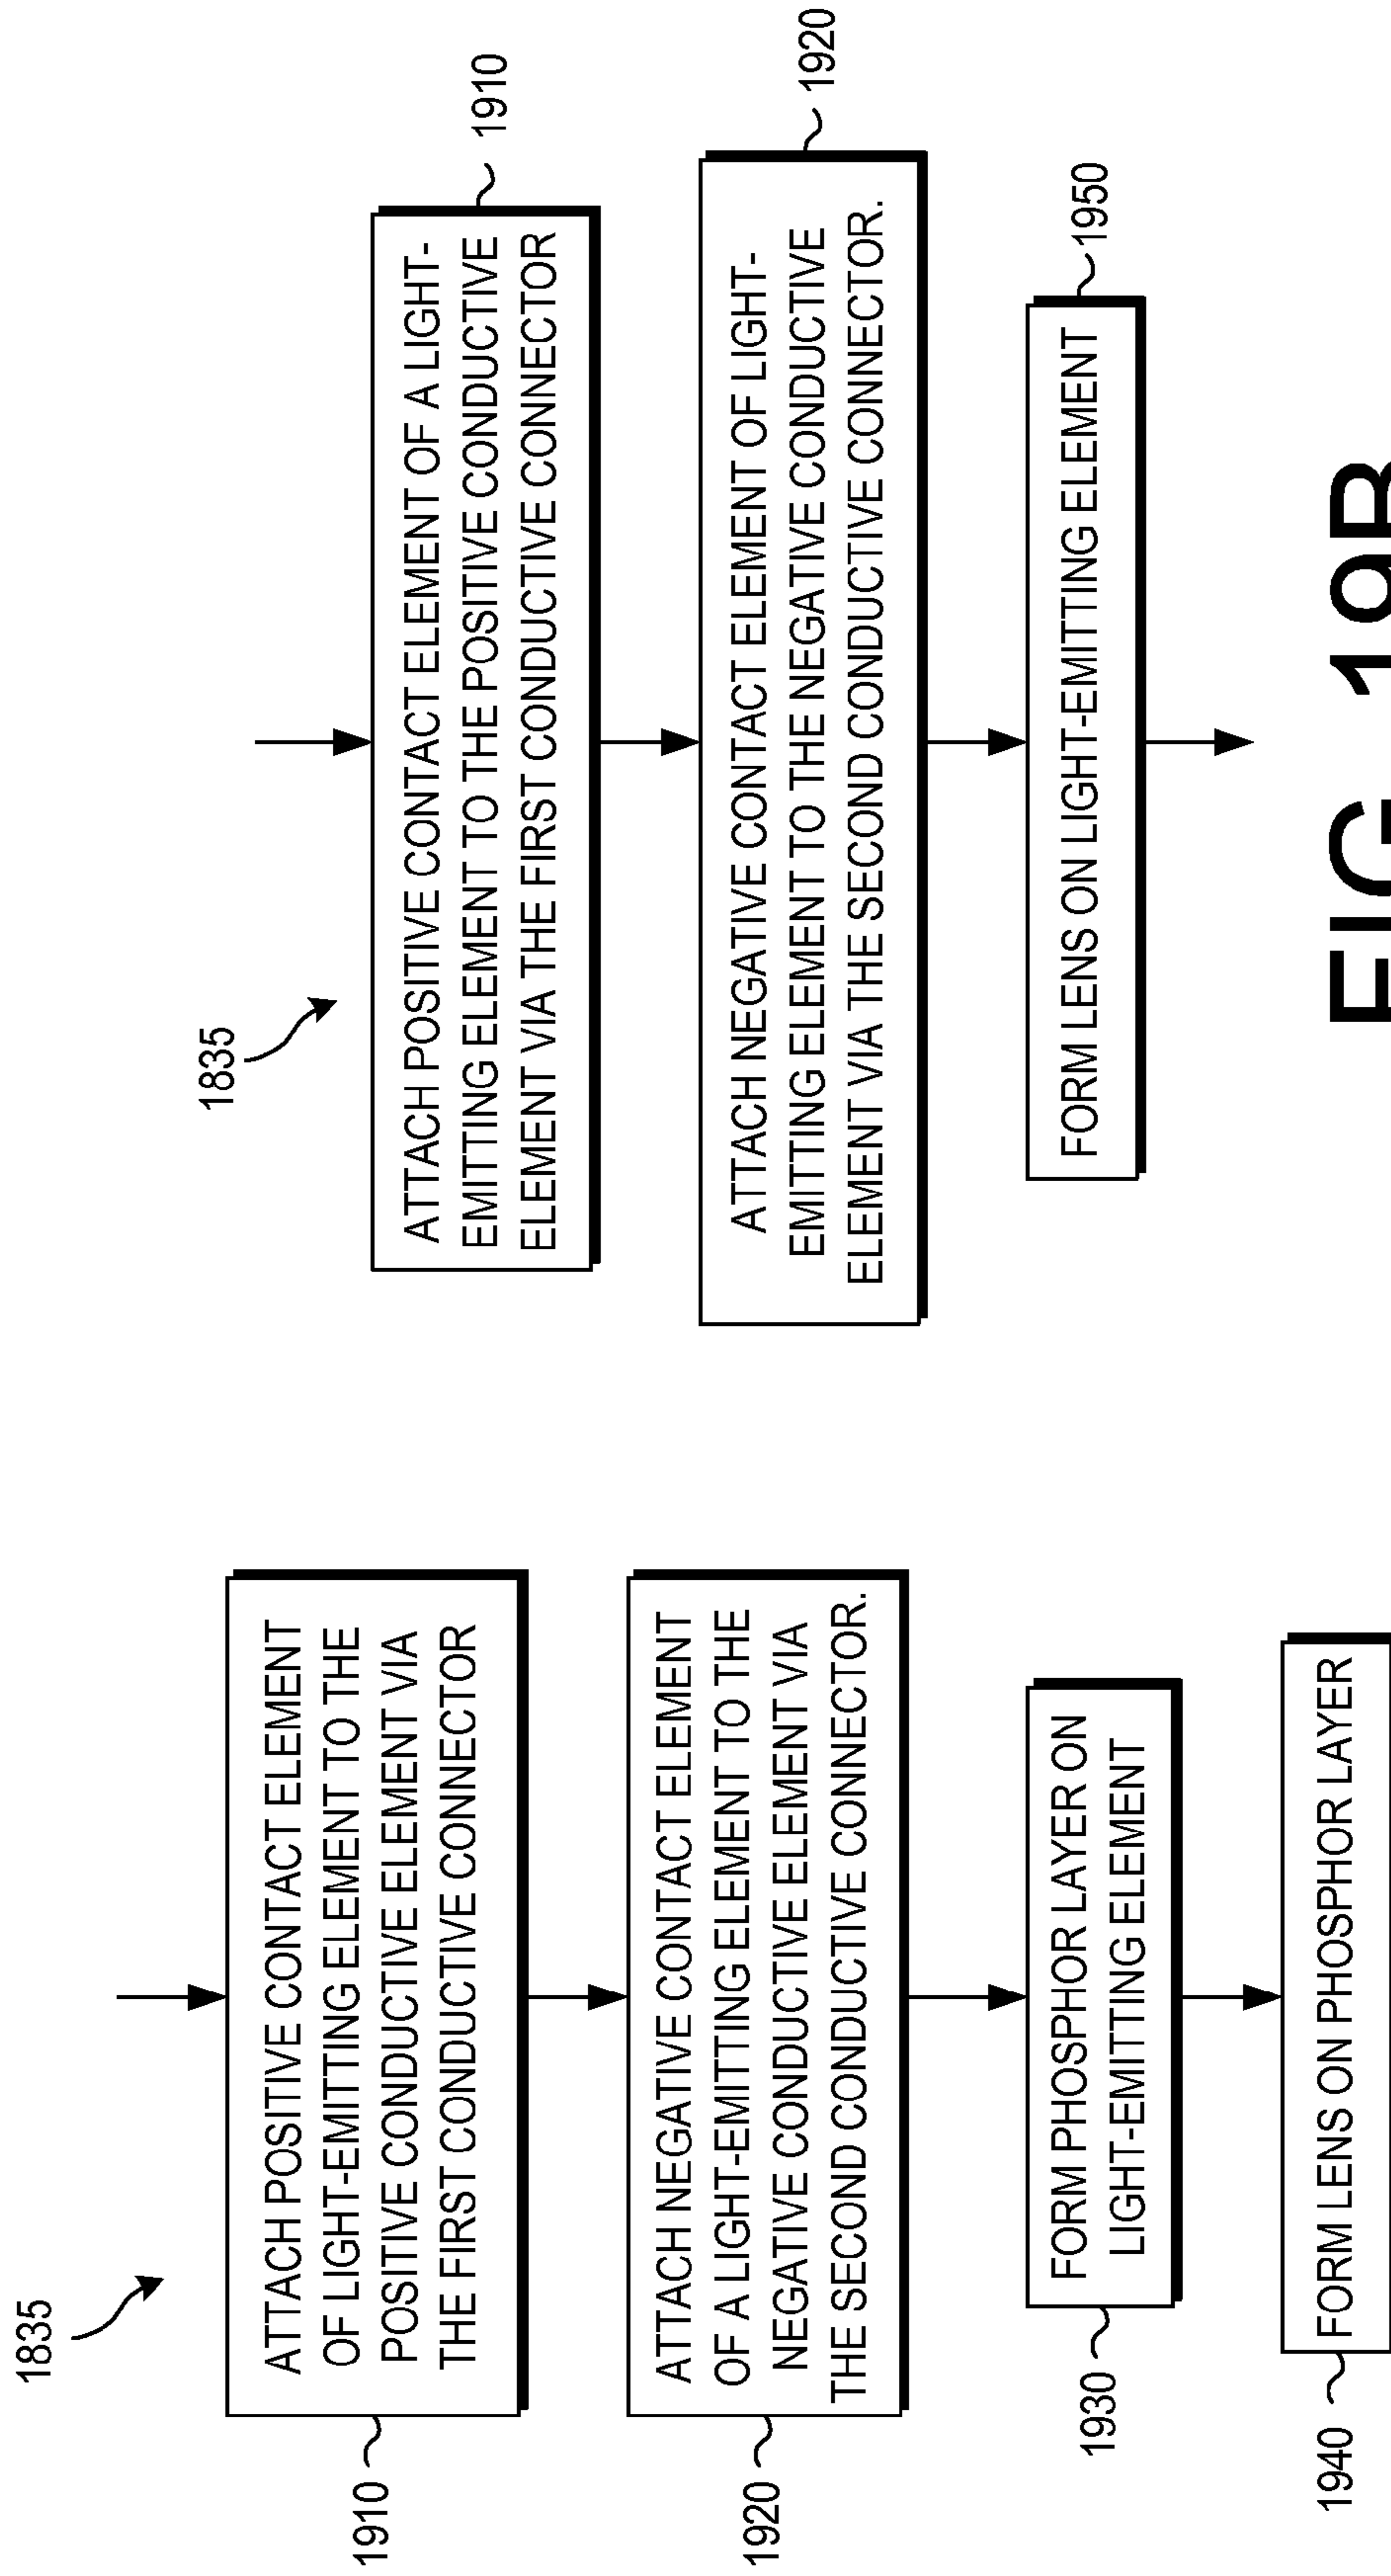 1835
1910
ATTACH POSITIVE CONTACT ELEMENT
OF LIGHT-EMITTING ELEMENT TO THE
POSITIVE CONDUCTIVE ELEMENT VIA
THE FIRST CONDUCTIVE CONNECTOR
1920
ATTACH NEGATIVE CONTACT ELEMENT
OF A LIGHT-EMITTING ELEMENT TO THE
NEGATIVE CONDUCTIVE ELEMENT VIA
THE SECOND CONDUCTIVE CONNECTOR.
1930
FORM PHOSPHOR LAYER ON
LIGHT-EMITTING ELEMENT
1940
FORM LENS ON PHOSPHOR LAYER
1835
ATTACH POSITIVE CONTACT ELEMENT OF A LIGHT-
EMITTING ELEMENT TO THE POSITIVE CONDUCTIVE
ELEMENT VIA THE FIRST CONDUCTIVE CONNECTOR
1910
ATTACH NEGATIVE CONTACT ELEMENT OF LIGHT-
EMITTING ELEMENT TO THE NEGATIVE CONDUCTIVE
ELEMENT VIA THE SECOND CONDUCTIVE CONNECTOR.
1920
FORM LENS ON LIGHT-EMITTING ELEMENT
1950
FIG. 19B